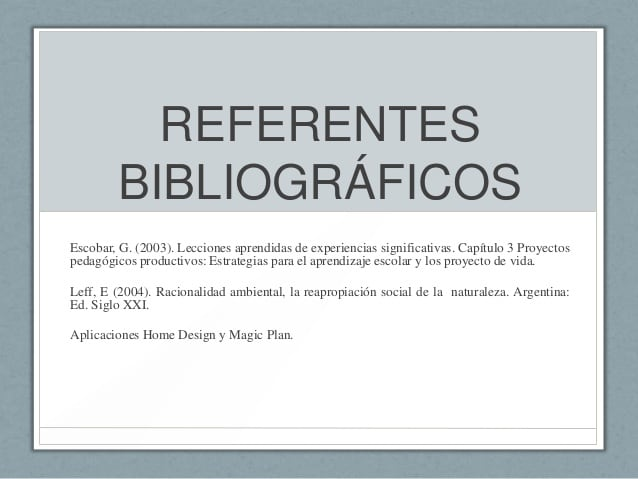 REFERENTES
BIBLIOGRÁFICOS
Escobar, G. (2003). Lecciones aprendidas de experiencias significativas. Capítulo 3 Proyectos
pedagógicos productivos: Estrategias para el aprendizaje escolar y los proyecto de vida.
Leff, E (2004). Racionalidad ambiental, la reapropiación social de la naturaleza. Argentina:
Ed. Siglo XXI.
Aplicaciones Home Design y Magic Plan.